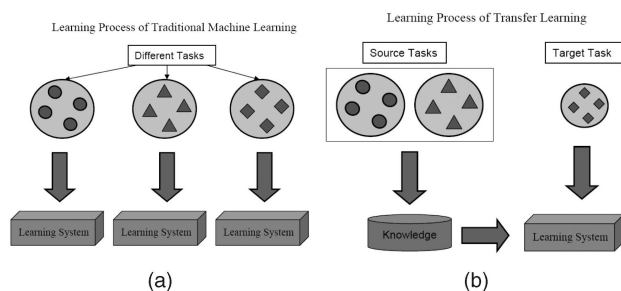 Learning Process of Traditional Machine Learning
Different Tasks
Learning System
Learning System
Learning System
(a)
Learning Process of Transfer Learning
Source Tasks
Target Task
Knowledge
Learning System
(b)